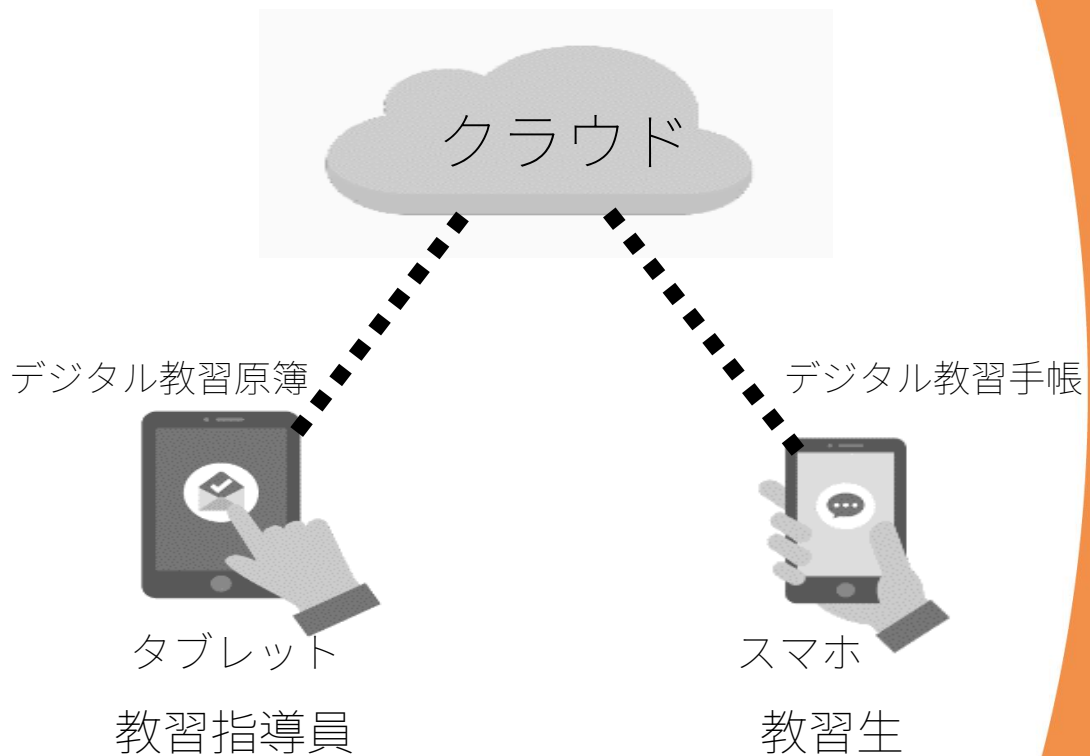 クラウド
デジタル教習原簿
デジタル教習手帳
タブレット
スマホ
教習指導員
教習生